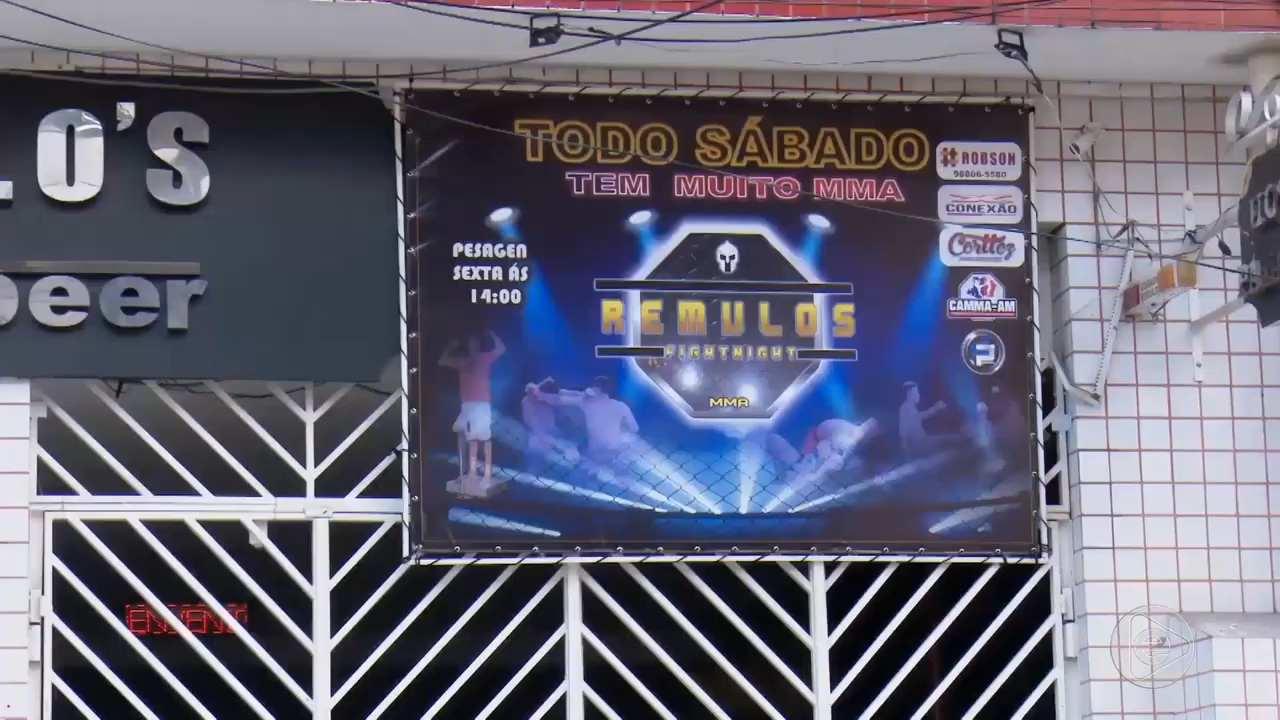 LO'S
beer
TODO SÁBADO
TEM MUITO MMA
PESAGEN
SEXTA ÁS
14:00
REMULOS
FIGHTNIGHT
MMA
ROBSON
98806-5580
CONEXÃO
Corttez
CAMMA-AM
P